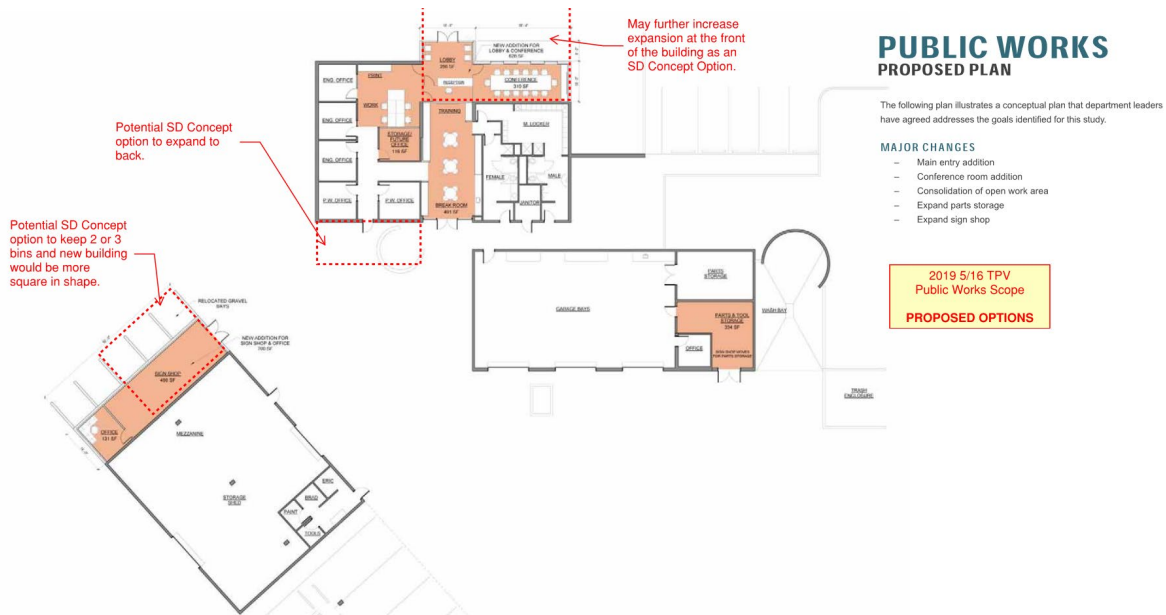 PUBLIC WORKS
PROPOSED PLAN
The following plan illustrates a conceptual plan that department leaders
have agreed addresses the goals identified for this study.
MAJOR CHANGES
– Main entry addition
– Conference room addition
– Consolidation of open work area
– Expand parts storage
– Expand sign shop
2019 5/16 TPV
Public Works Scope
PROPOSED OPTIONS
May further increase
expansion at the front
of the building as an
SD Concept Option.
Potential SD Concept
option to expand to
back.
Potential SD Concept
option to keep 2 or 3
bins and new building
would be more
square in shape.
NEW ADDITION FOR
LOBBY & CONFERENCE
LOBBY
RECEPTION
CONFERENCE
310 SF
ENG. OFFICE
ENG. OFFICE
ENG. OFFICE
P.W. OFFICE
P.W. OFFICE
WORK
STORAGE/
FUTURE
OFFICE
TRAINING
BREAK ROOM
M. LOCKER
FEMALE
MALE
JANITOR
GARAGE BAYS
PARTS
STORAGE
PARTS & TOOL
STORAGE
OFFICE
WASH BAY
TRASH
ENCLOSURE
RELOCATED GRAVEL
BAYS
NEW ADDITION FOR
SIGN SHOP & OFFICE
SIGN SHOP
OFFICE
131 SF
MEZZANINE
STORAGE
SHED
ERIC
BRAD
PAINT
TOOLS